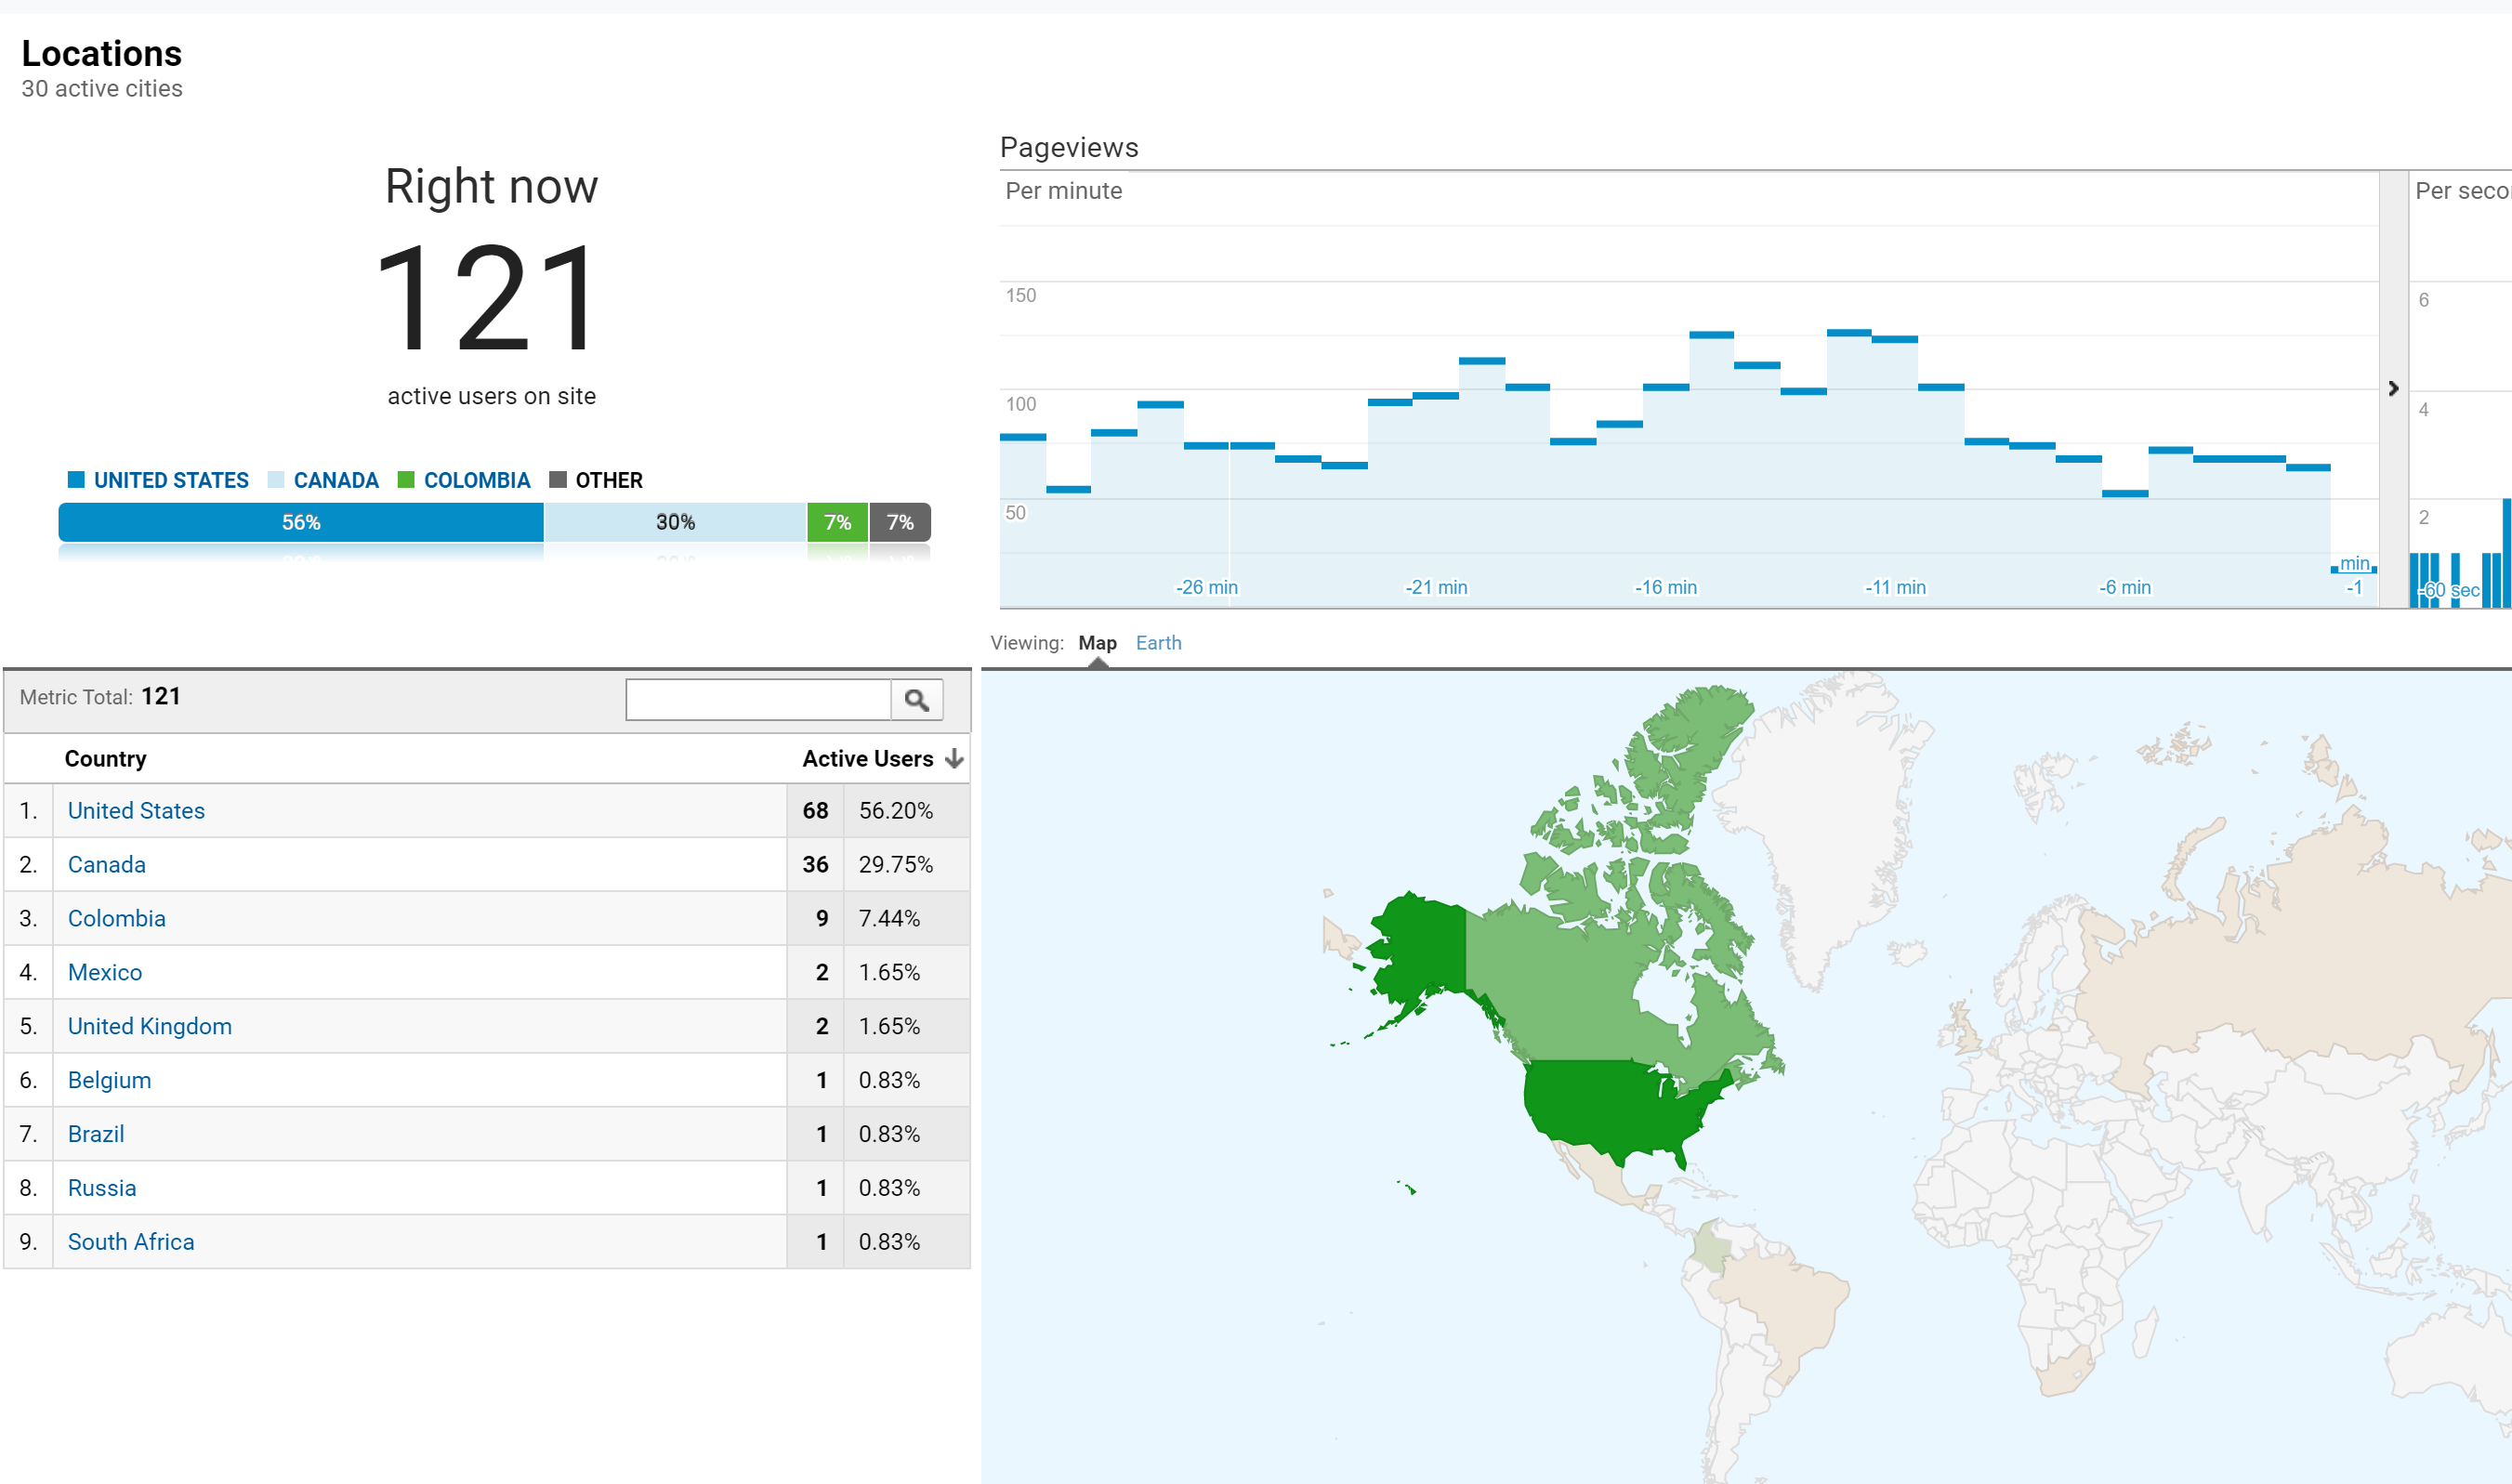 Locations
30 active cities
Right now
121
active users on site
UNITED STATES CANADA COLOMBIA OTHER
56% 30% 7% 7%
Pageviews
Per minute
150
100
50
-26 min -21 min -16 min -11 min -6 min min
-1
Per seco
6
4
2
-60 sec
Viewing: Map Earth
Metric Total: 121
Country Active Users
1. United States 68 56.20%
2. Canada 36 29.75%
3. Colombia 9 7.44%
4. Mexico 2 1.65%
5. United Kingdom 2 1.65%
6. Belgium 1 0.83%
7. Brazil 1 0.83%
8. Russia 1 0.83%
9. South Africa 1 0.83%